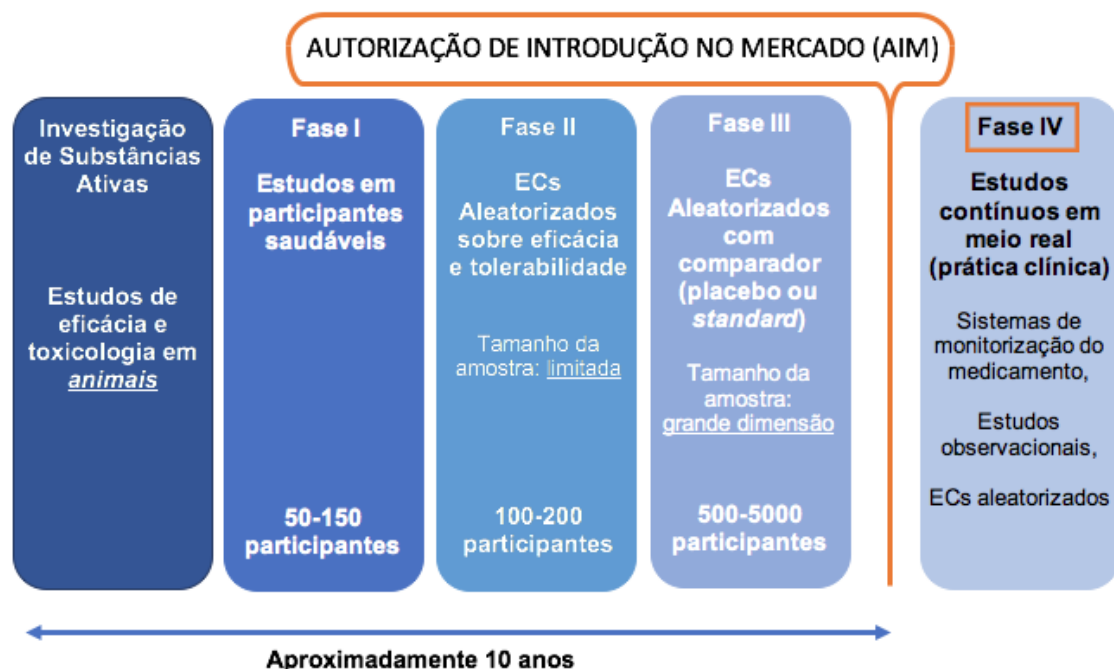 AUTORIZAÇÃO DE INTRODUÇÃO NO MERCADO (AIM)
Investigação
de Substâncias
Ativas
Estudos de
eficácia e
toxicologia em
animais
Fase I
Estudos em
participantes
saudáveis
50-150
participantes
Fase II
ECs
Aleatorizados
sobre eficácia
e tolerabilidade
Tamanho da
amostra: limitada
100-200
participantes
Fase III
ECs
Aleatorizados
com
comparador
(placebo ou
standard)
Tamanho da
amostra:
grande dimensão
500-5000
participantes
Fase IV
Estudos
contínuos em
meio real
(prática clínica)
Sistemas de
monitorização do
medicamento,
Estudos
observacionais,
ECs aleatorizados
Aproximadamente 10 anos